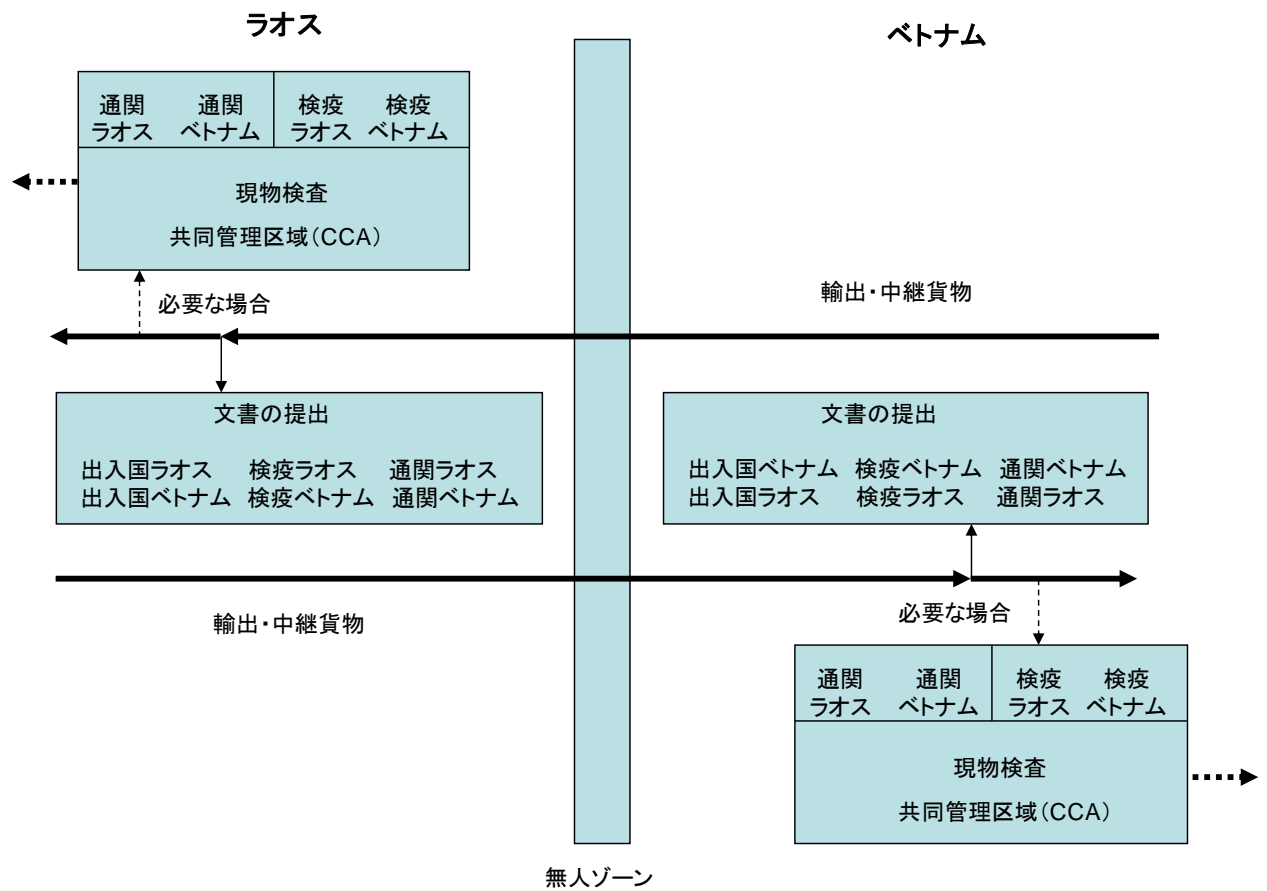 ラオス
ベトナム
通関 通関 検疫 検疫
ラオス ベトナム ラオス ベトナム
現物検査
共同管理区域(CCA)
必要な場合
輸出・中継貨物
文書の提出
出入国ラオス 検疫ラオス 通関ラオス
出入国ベトナム 検疫ベトナム 通関ベトナム
文書の提出
出入国ベトナム 検疫ベトナム 通関ベトナム
出入国ラオス 検疫ラオス 通関ラオス
輸出・中継貨物
必要な場合
通関 通関 検疫 検疫
ラオス ベトナム ラオス ベトナム
現物検査
共同管理区域(CCA)
無人ゾーン